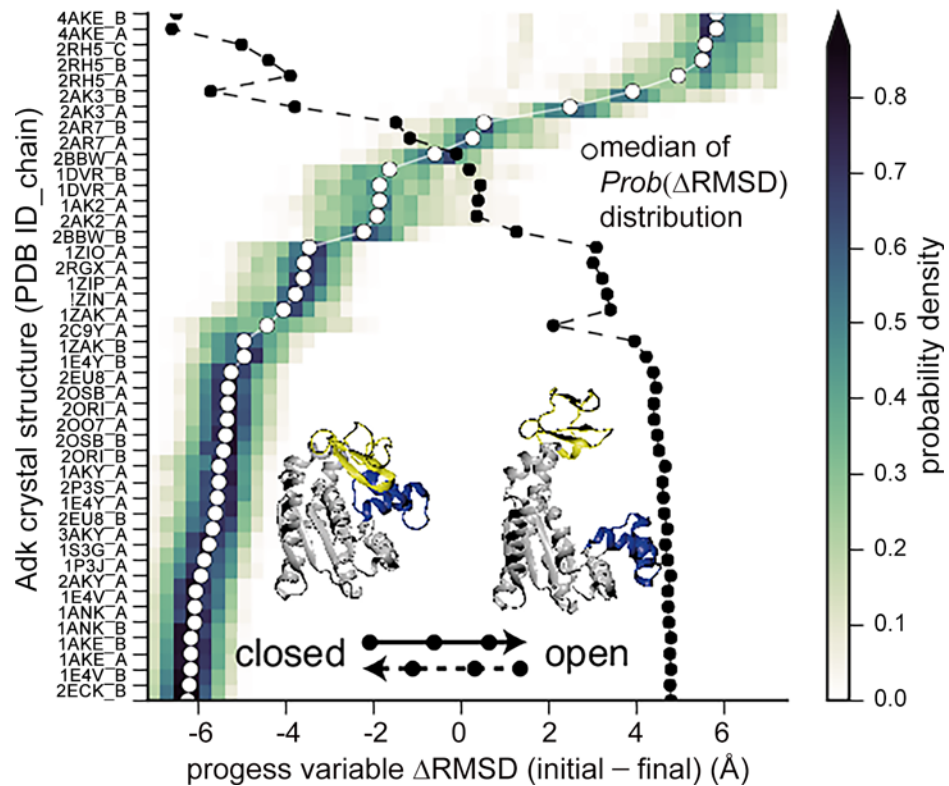 Adk crystal structure (PDB ID_chain)
4AKE_B
4AKE_A
2RH5_C
2RH5_B
2RH5_A
2AK3_B
2AK3_A
2AR7_B
2AR7_A
2BBW_A
1DVR_B
1DVR_A
1AK2_A
2AK2_A
2BBW_B
1ZIO_A
2RGX_A
1ZIP_A
!ZIN_A
1ZAK_A
2C9Y_A
1ZAK_B
1E4Y_B
2EU8_A
2OSB_A
2ORI_A
2OO7_A
2OSB_B
2ORI_B
1AKY_A
2P3S_A
1E4Y_A
2EU8_B
3AKY_A
1S3G_A
1P3J_A
2AKY_A
1E4V_A
1ANK_A
1ANK_B
1AKE_B
1AKE_A
1E4V_B
2ECK_B
median of
Prob(ΔRMSD)
distribution
closed
open
-6
-4
-2
0
2
4
6
progess variable ΔRMSD (initial – final) (Å)
0.8
0.7
0.6
0.5
0.4
0.3
0.2
0.1
0.0
probability density